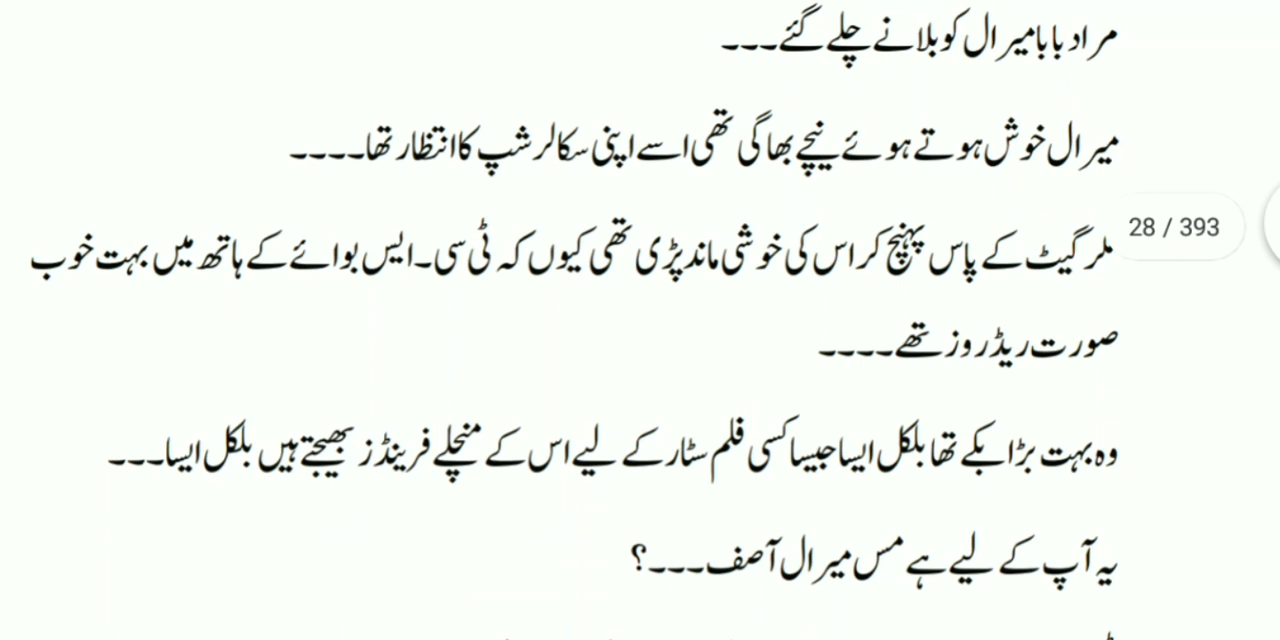 مراد بابا میرال کو بلانے چلے گئے۔۔۔
میرال خوش ہوتے ہوئے نیچے بھاگی تھی اسے اپنی سکالر شپ کا انتظار تھا۔۔۔۔
28 / 393
ملر گیٹ کے پاس پہنچ کر اس کی خوشی ماند پڑی تھی کیوں کہ ٹی سی۔ایس بوائے کے ہاتھ میں بہت خوب
صورت ریڈ روز تھے۔۔۔۔
وہ بہت بڑا بکے تھا بلکل ایسا جیسا کسی فلم سٹار کے لیے اس کے منچلے فرینڈز بھیجتے ہیں بلکل ایسا۔۔۔
یہ آپ کے لیے ہے مس میرال آصف۔۔۔؟